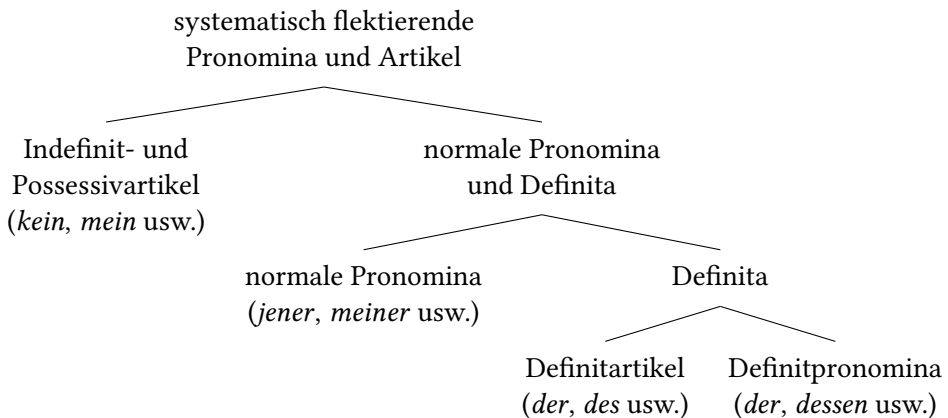 systematisch flektierende
Pronomina und Artikel
Indefinit- und
Possessivartikel
(kein, mein usw.)
normale Pronomina
und Definita
normale Pronomina
(jener, meiner usw.)
Definita
Definitartikel
(der, des usw.)
Definitpronomina
(der, dessen usw.)